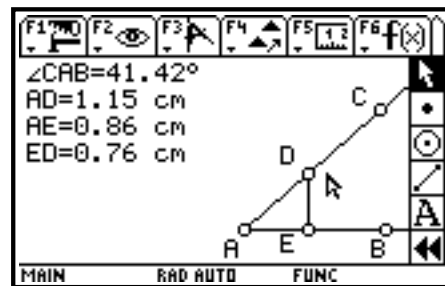 F1 F2 F3 F4 F5 F6 f(x)
∠CAB=41.42°
AD=1.15 cm
AE=0.86 cm
ED=0.76 cm
C
D
A E B
A
MAIN RAD AUTO FUNC